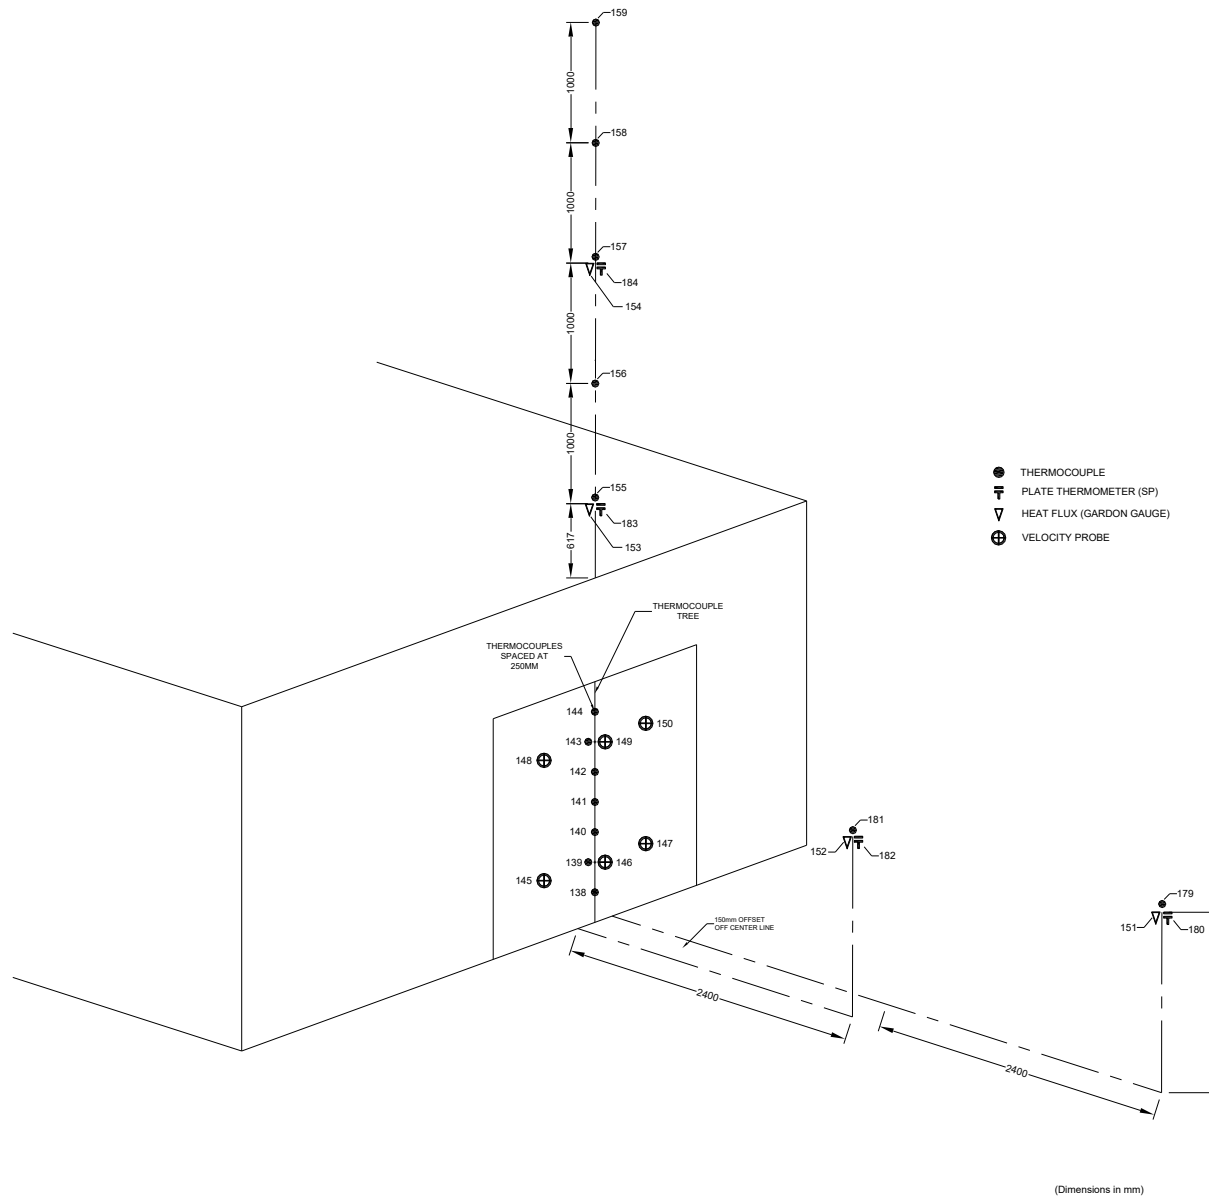 159
1000
158
1000
157
184
154
1000
156
1000
155
183
153
617
THERMOCOUPLE
PLATE THERMOMETER (SP)
HEAT FLUX (GARDON GAUGE)
VELOCITY PROBE
THERMOCOUPLE
TREE
THERMOCOUPLES
SPACED AT
250MM
144
150
143
149
148
142
141
140
147
139
146
145
138
181
152
182
179
151
180
150mm OFFSET
OFF CENTER LINE
2400
2400
(Dimensions in mm)